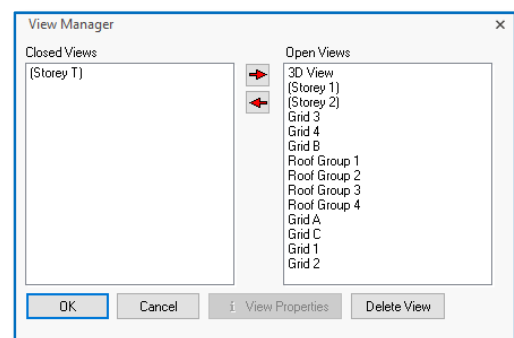 View Manager
Closed Views
(Storey T)
Open Views
3D View
(Storey 1)
(Storey 2)
Grid 3
Grid 4
Grid B
Roof Group 1
Roof Group 2
Roof Group 3
Roof Group 4
Grid A
Grid C
Grid 1
Grid 2
OK Cancel i View Properties Delete View